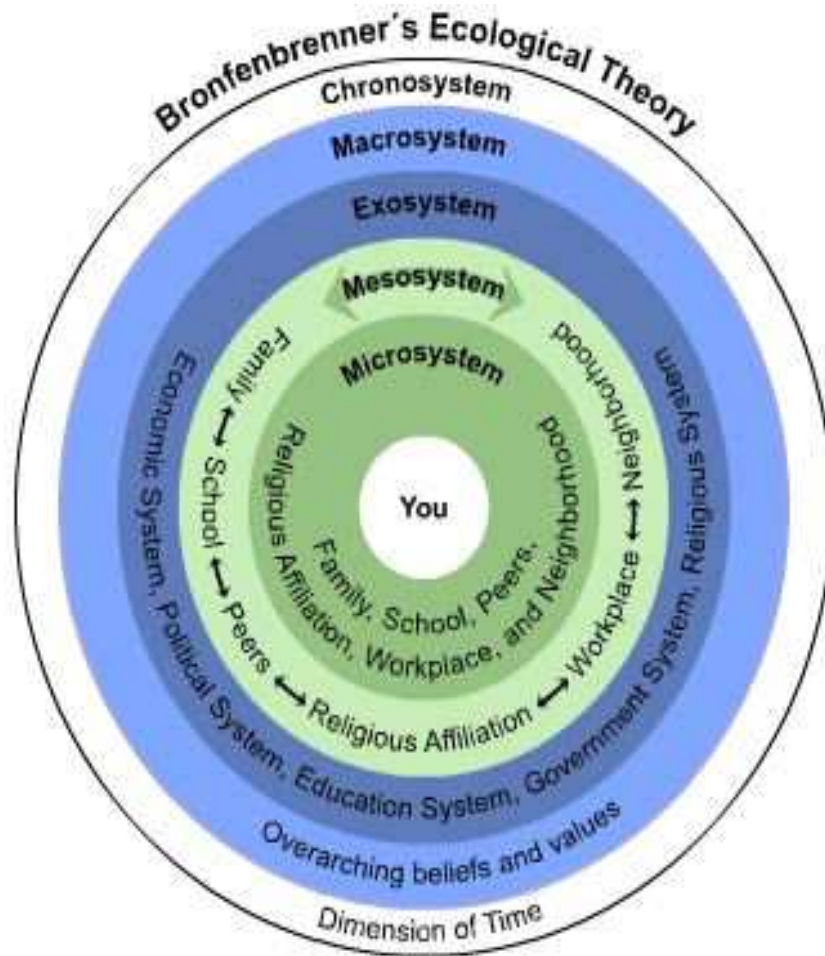 Bronfenbrenner´s Ecological Theory
Chronosystem
Macrosystem
Exosystem
Mesosystem
Microsystem
You
Family, School, Peers,
Religious Affiliation, Workplace, and Neighborhood
Family ↔ School ↔ Peers ↔ Religious Affiliation ↔ Workplace ↔ Neighborhood
Economic System, Political System, Education System, Government System, Religious System
Overarching beliefs and values
Dimension of Time